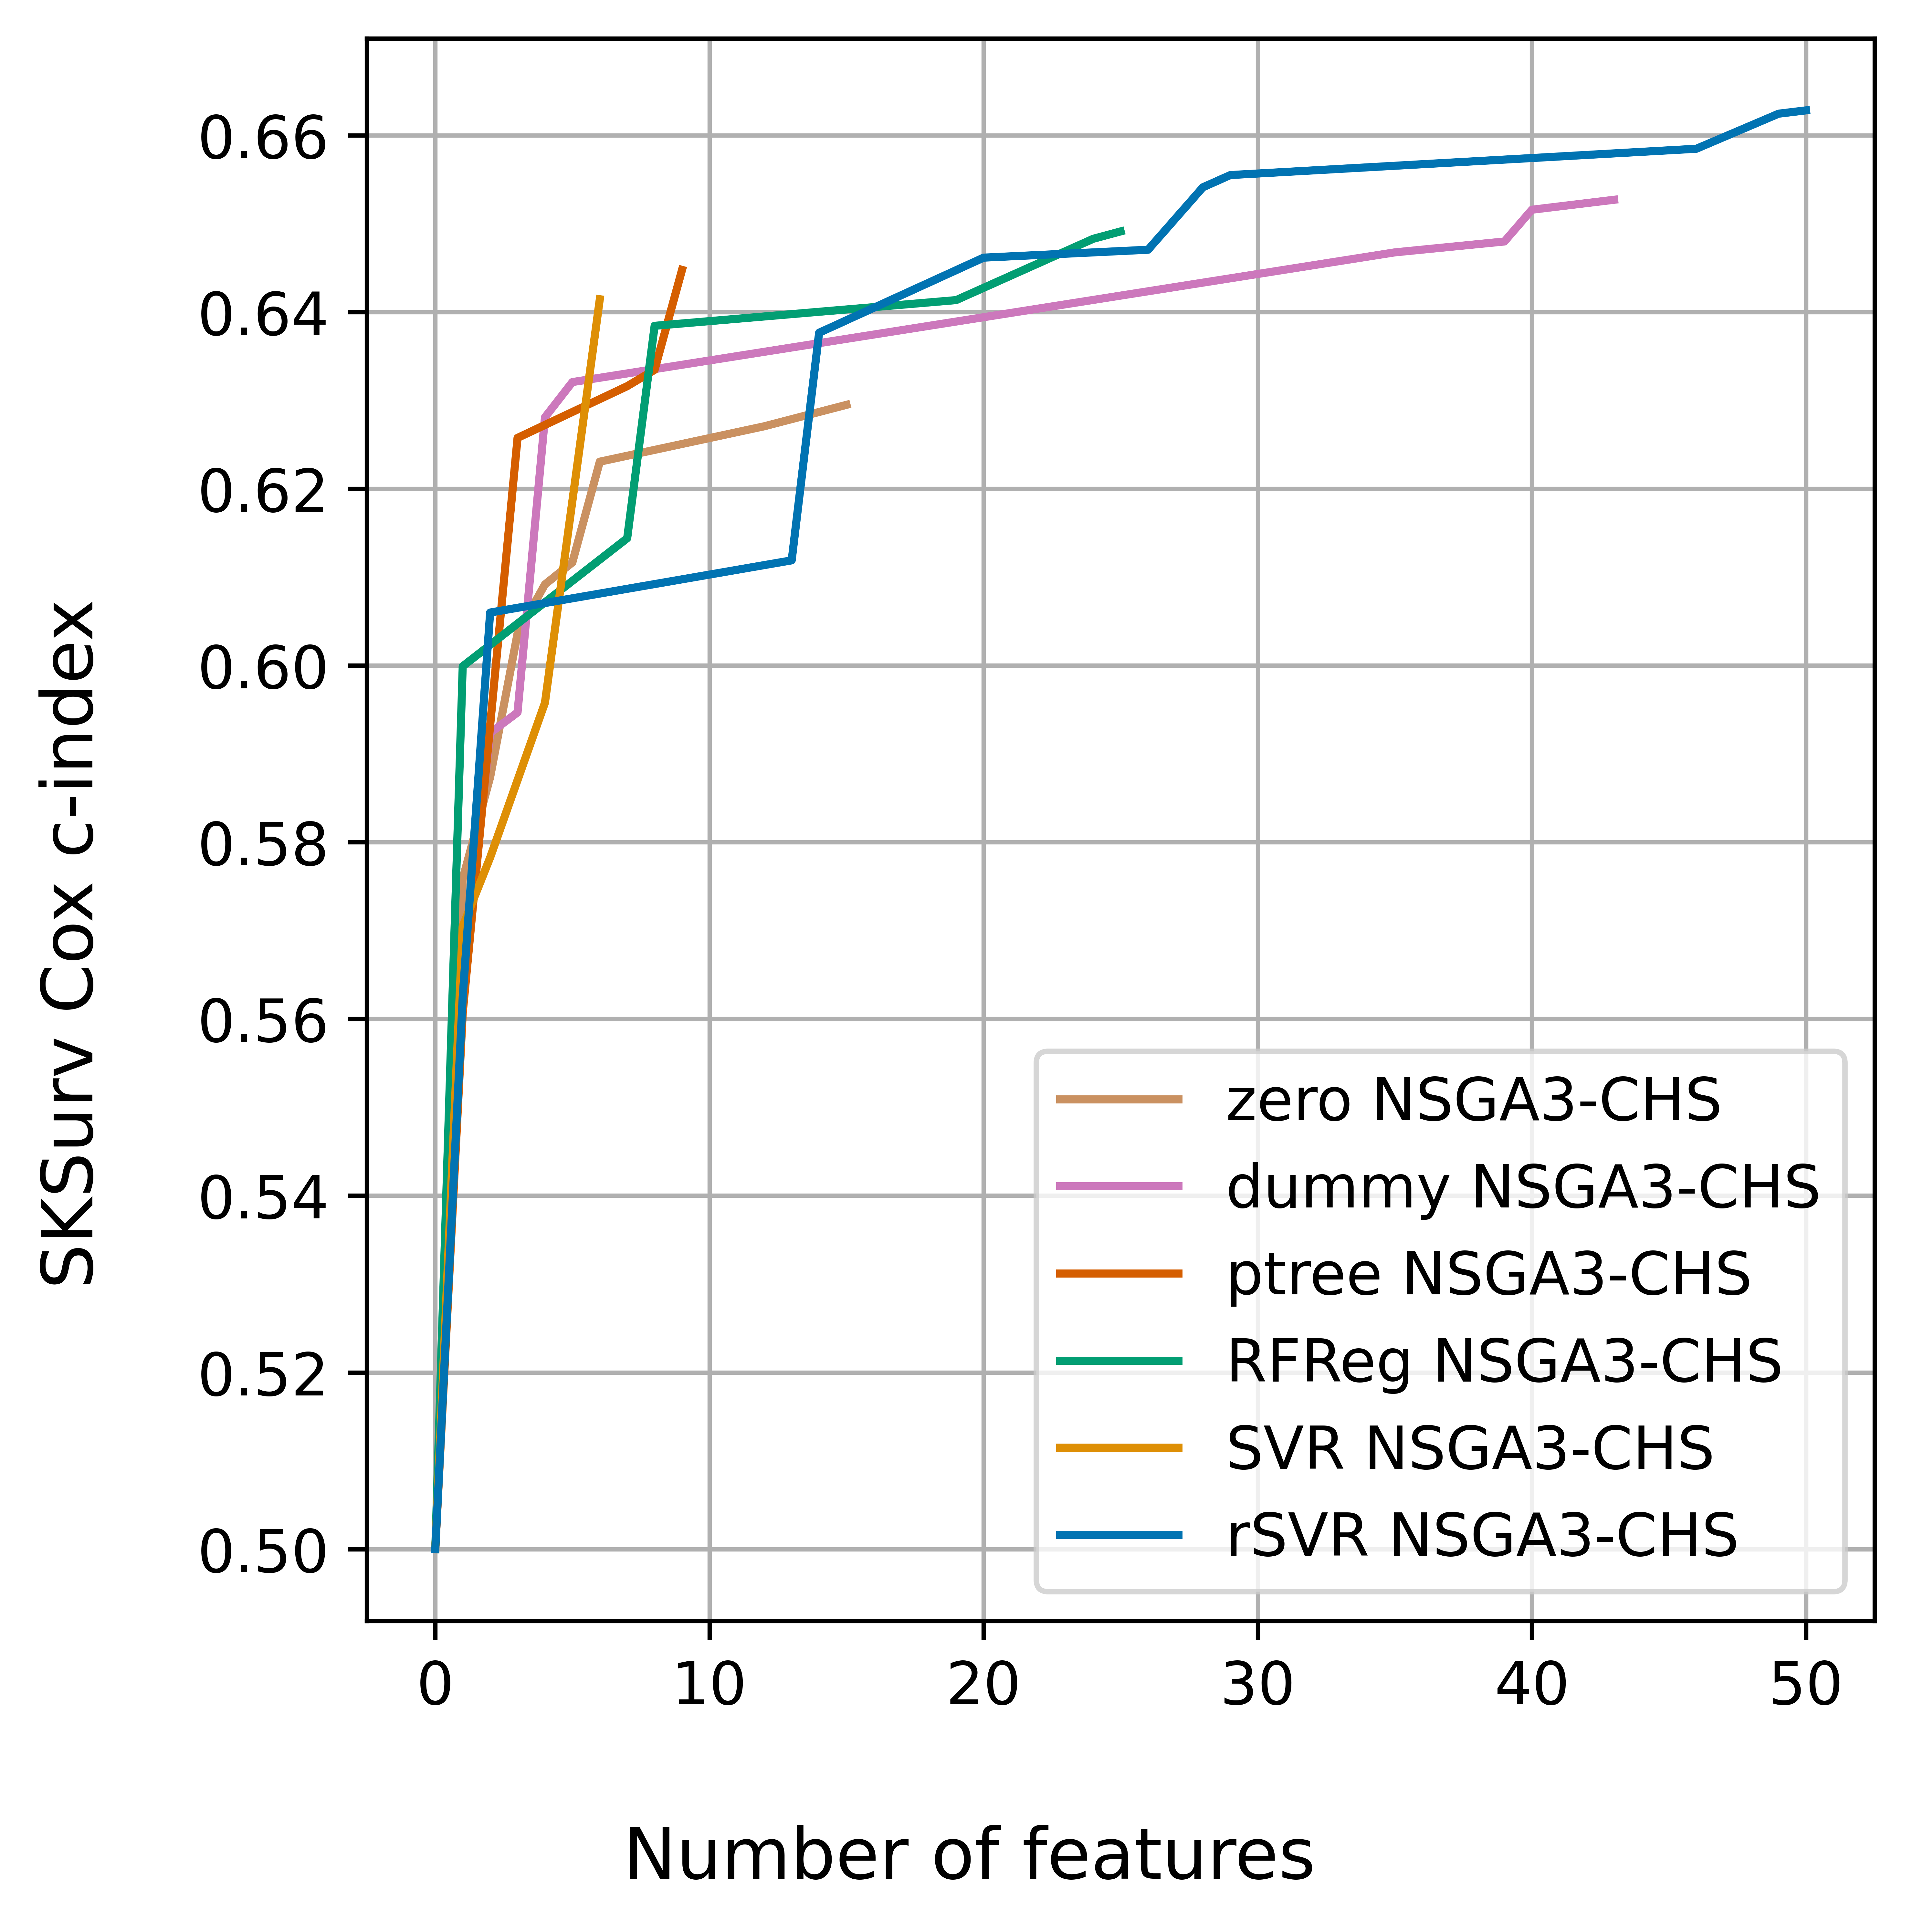 SKSurv Cox c-index
0.66
0.64
0.62
0.60
0.58
0.56
0.54
0.52
0.50
zero NSGA3-CHS
dummy NSGA3-CHS
ptree NSGA3-CHS
RFReg NSGA3-CHS
SVR NSGA3-CHS
rSVR NSGA3-CHS
0 10 20 30 40 50
Number of features